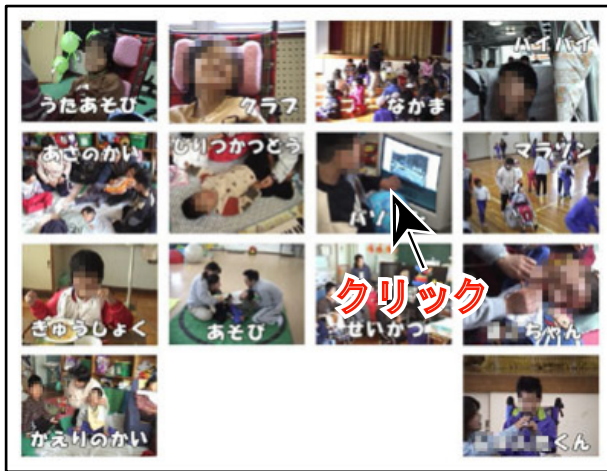 うたあそび
クラブ
なかま
バイバイ
あさのかい
じりつかつどう
マラソン
クリック
きゅうしょく
あそび
せいかつ
ちゃん
かえりのかい
くん